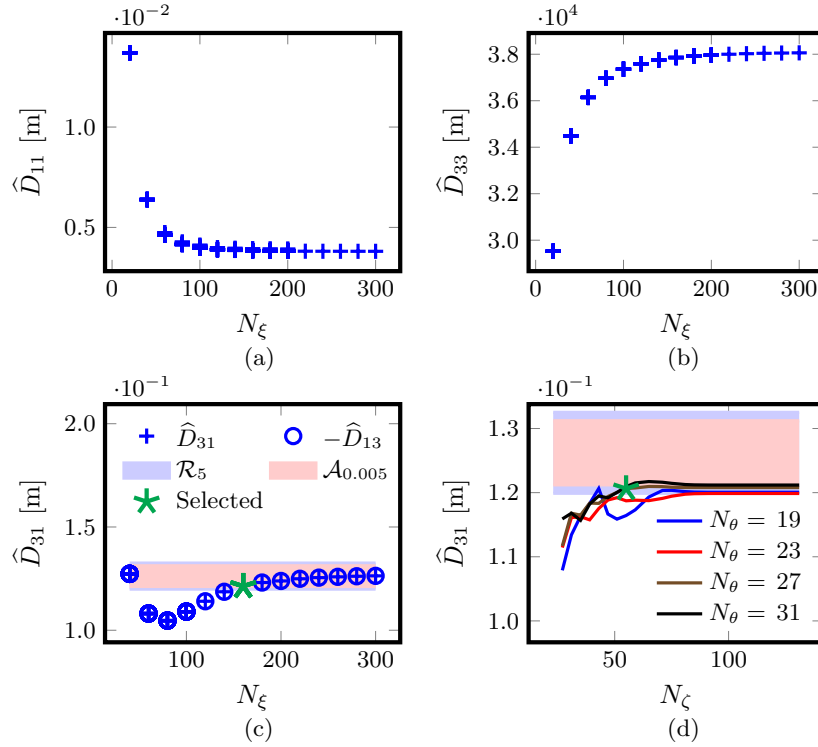 ·10⁻²
1.0
0.5
0
100
200
300
D̂₁₁ [m]
N_ξ
(a)
·10⁴
3.8
3.6
3.4
3.2
3.0
0
100
200
300
D̂₃₃ [m]
N_ξ
(b)
·10⁻¹
2.0
1.5
1.0
100
200
300
D̂₃₁ [m]
D̂₃₁
−D̂₁₃
R₅
A₀.₀₀₅
Selected
N_ξ
(c)
·10⁻¹
1.3
1.2
1.1
1.0
50
100
D̂₃₁ [m]
N_θ = 19
N_θ = 23
N_θ = 27
N_θ = 31
N_ζ
(d)